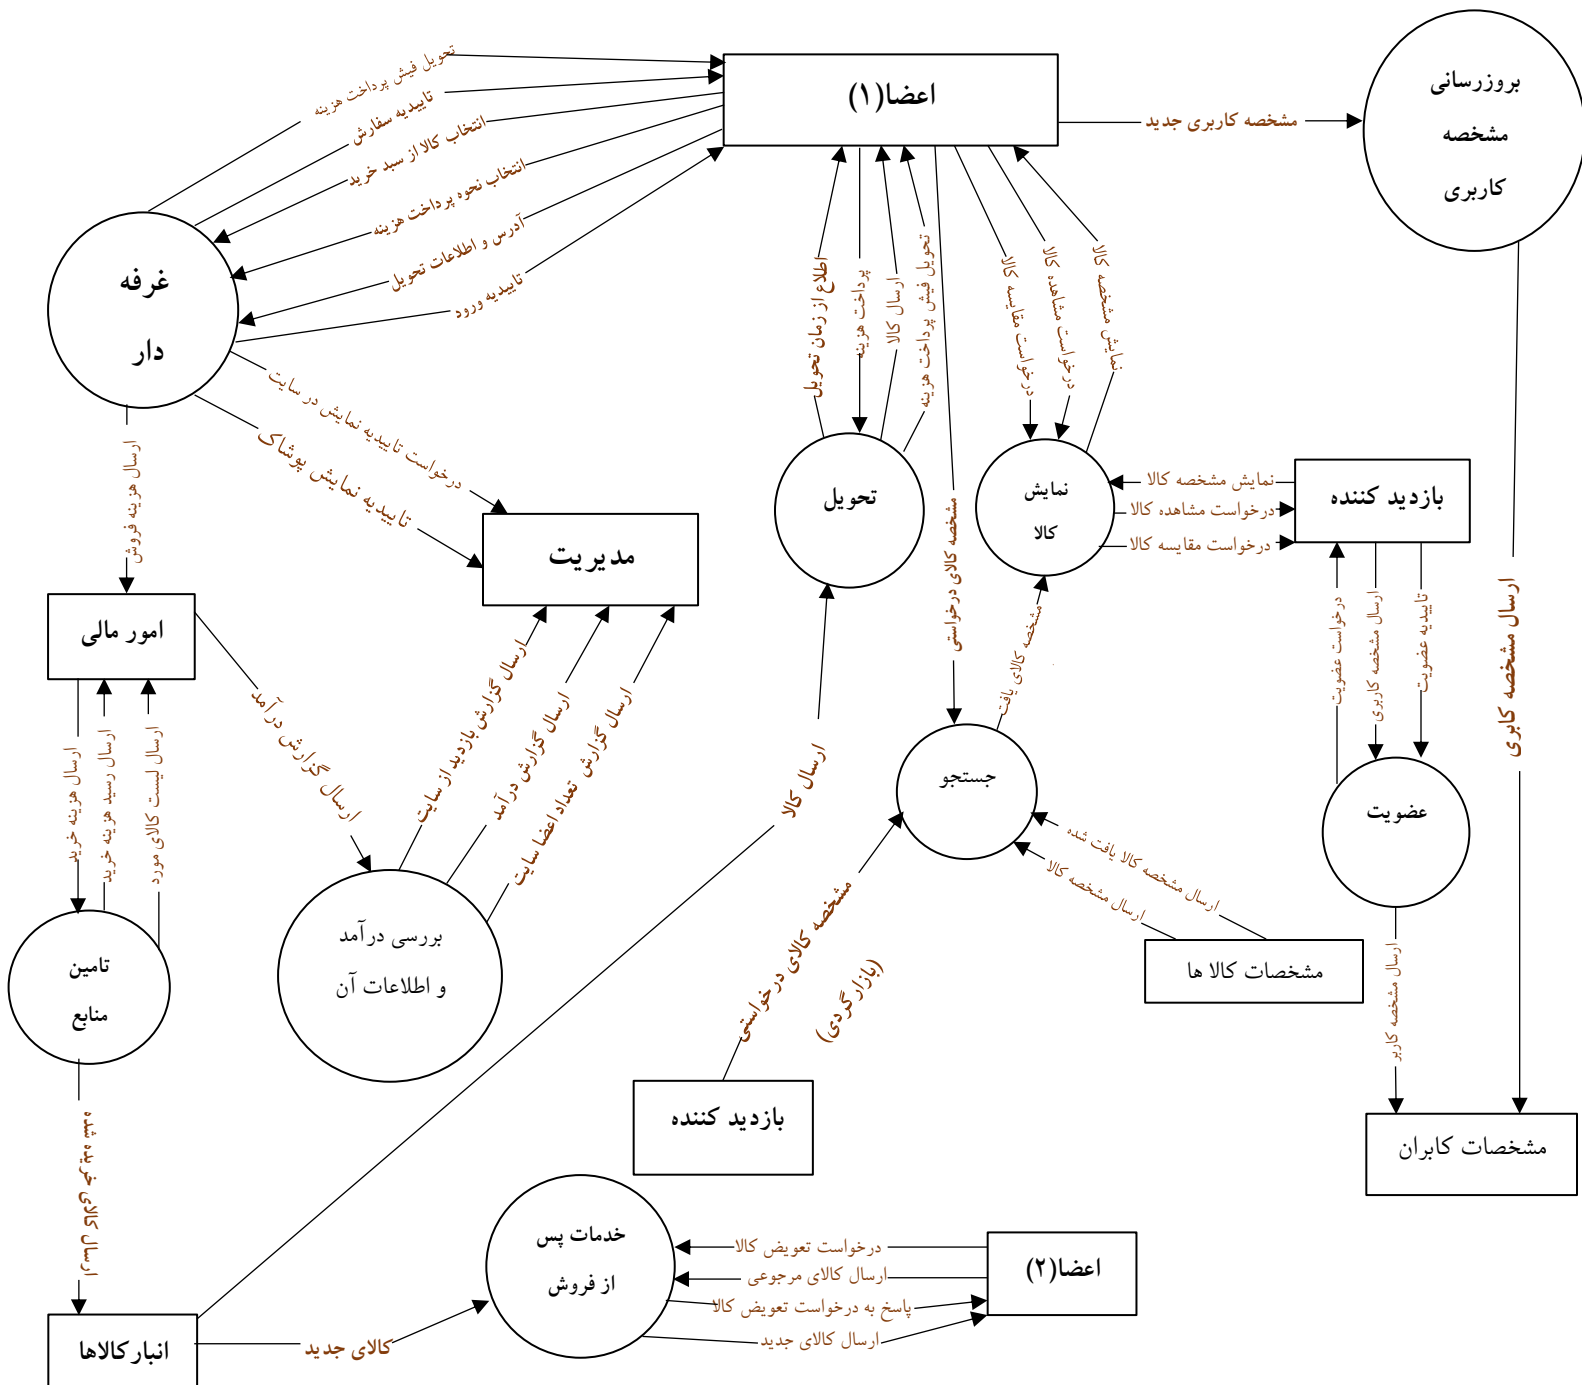 تحویل فیش پرداخت هزینه
تاییدیه سفارش
انتخاب کالا از سبد خرید
انتخاب نحوه پرداخت هزینه
آدرس و اطلاعات تحویل
تاییدیه ورود
اعضا(۱)
مشخصه کاربری جدید
بروزرسانی
مشخصه
کاربری
غرفه
دار
اطلاع از زمان تحویل
پرداخت هزینه
ارسال کالا
تحویل فیش پرداخت هزینه
درخواست مقایسه کالا
درخواست مشاهده کالا
نمایش مشخصه کالا
درخواست تاییدیه نمایش در سایت
تاییدیه نمایش پوشاک
ارسال هزینه فروش
مدیریت
تحویل
مشخصه کالای درخواستی
نمایش
کالا
نمایش مشخصه کالا
درخواست مشاهده کالا
درخواست مقایسه کالا
بازدید کننده
درخواست عضویت
ارسال مشخصه کاربری
تاییدیه عضویت
ارسال مشخصه کابری
امور مالی
ارسال گزارش درآمد
ارسال گزارش بازدید از سایت
ارسال گزارش درآمد
ارسال گزارش تعداد اعضا سایت
ارسال هزینه خرید
ارسال رسید هزینه خرید
ارسال لیست کالای مورد
مشخصه کالای یافت
جستجو
عضویت
ارسال کالا
ارسال مشخصه کالا یافت شده
ارسال مشخصه کالا
مشخصه کالای درخواستی
(بازار گردی)
بررسی درآمد
و اطلاعات آن
تامین
منابع
مشخصات کالا ها
ارسال مشخصه کاربر
بازدید کننده
مشخصات کابران
ارسال کالای خریده شده
خدمات پس
از فروش
درخواست تعویض کالا
ارسال کالای مرجوعی
پاسخ به درخواست تعویض کالا
ارسال کالای جدید
اعضا(۲)
انبارکالاها
کالای جدید